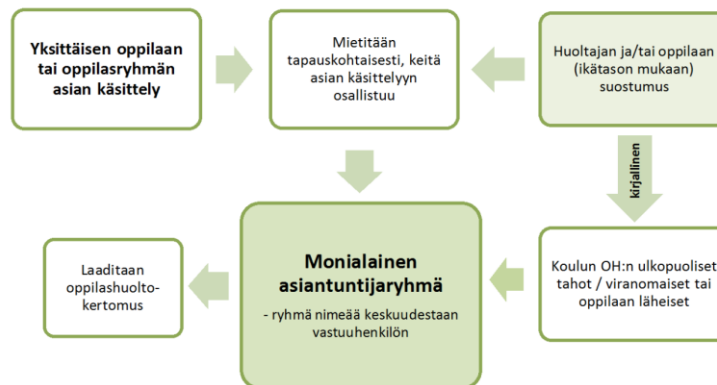 Yksittäisen oppilaan
tai oppilasryhmän
asian käsittely
Mietitään
tapauskohtaisesti, keitä
asian käsittelyyn
osallistuu
Huoltajan ja/tai oppilaan
(ikätason mukaan)
suostumus
kirjallinen
Laaditaan
oppilashuolto-
kertomus
Monialainen
asiantuntijaryhmä
- ryhmä nimeää keskuudestaan
vastuuhenkilön
Koulun OH:n ulkopuoliset
tahot / viranomaiset tai
oppilaan läheiset